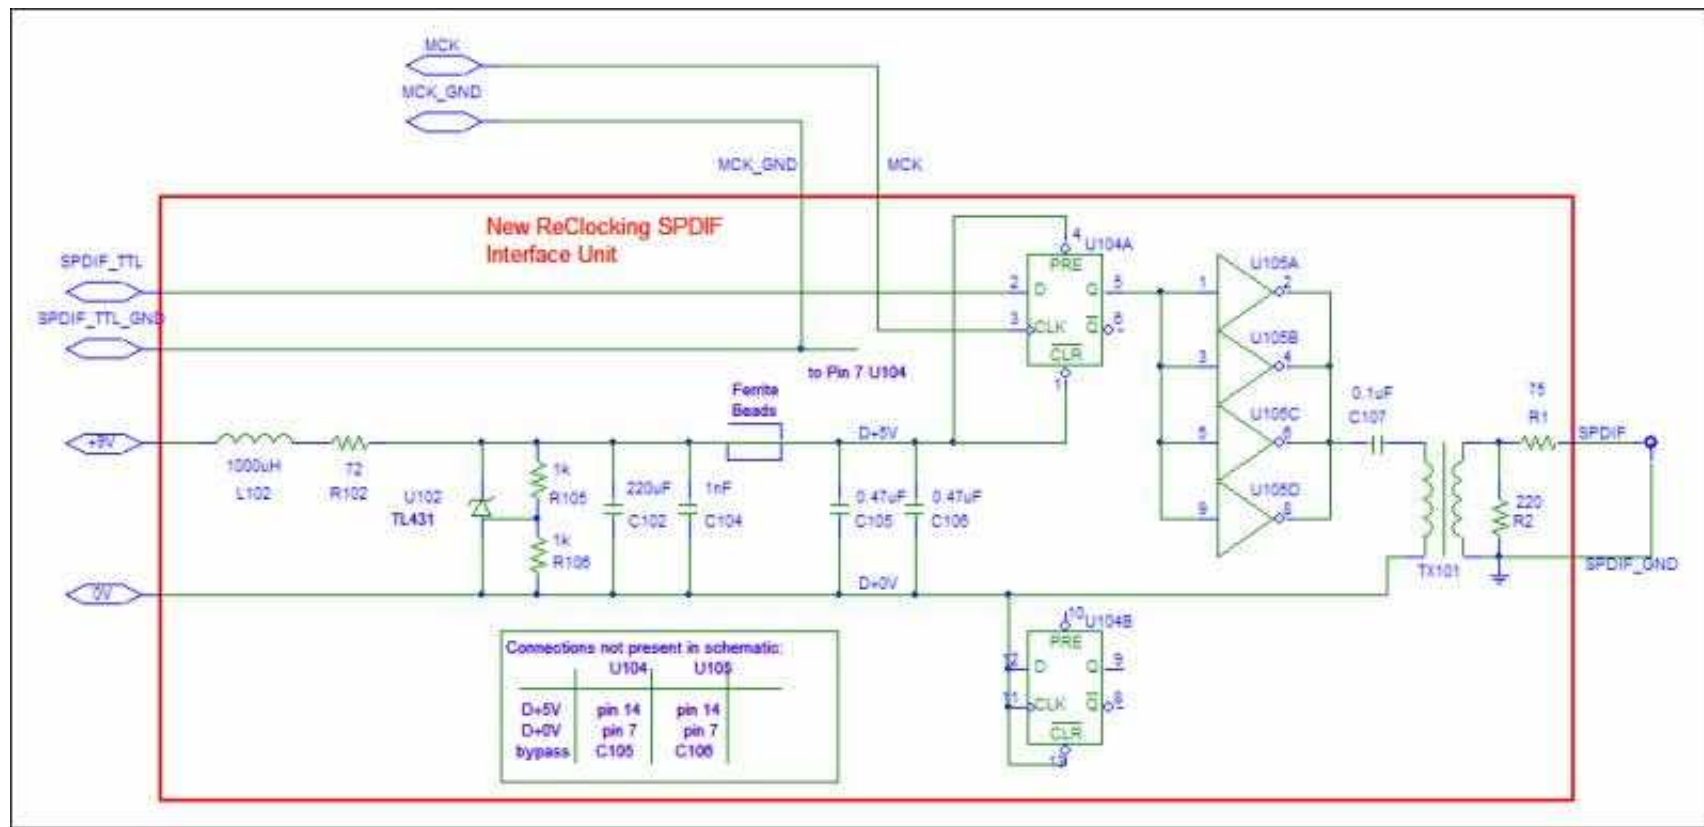 MCK
MCK_GND
MCK_GND
MCK
New ReClocking SPDIF
Interface Unit
SPDIF_TTL
SPDIF_TTL_GND
to Pin 7 U104
4
U104A
PRE
2
D
Q
5
3
CLK
Q
6
CLR
1
U105A
1
2
U105B
3
4
U105C
5
6
U105D
9
8
0.1uF
C107
75
R1
SPDIF
220
R2
TX101
SPDIF_GND
Ferrite
Beads
+9V
1000uH
L102
72
R102
U102
TL431
1k
R105
1k
R106
220uF
C102
1nF
C104
D+5V
0.47uF
C105
0.47uF
C106
0V
D+0V
10
U104B
PRE
12
D
Q
9
11
CLK
Q
8
CLR
13
Connections not present in schematic:
U104 U105
D+5V pin 14 pin 14
D+0V pin 7 pin 7
bypass C105 C106